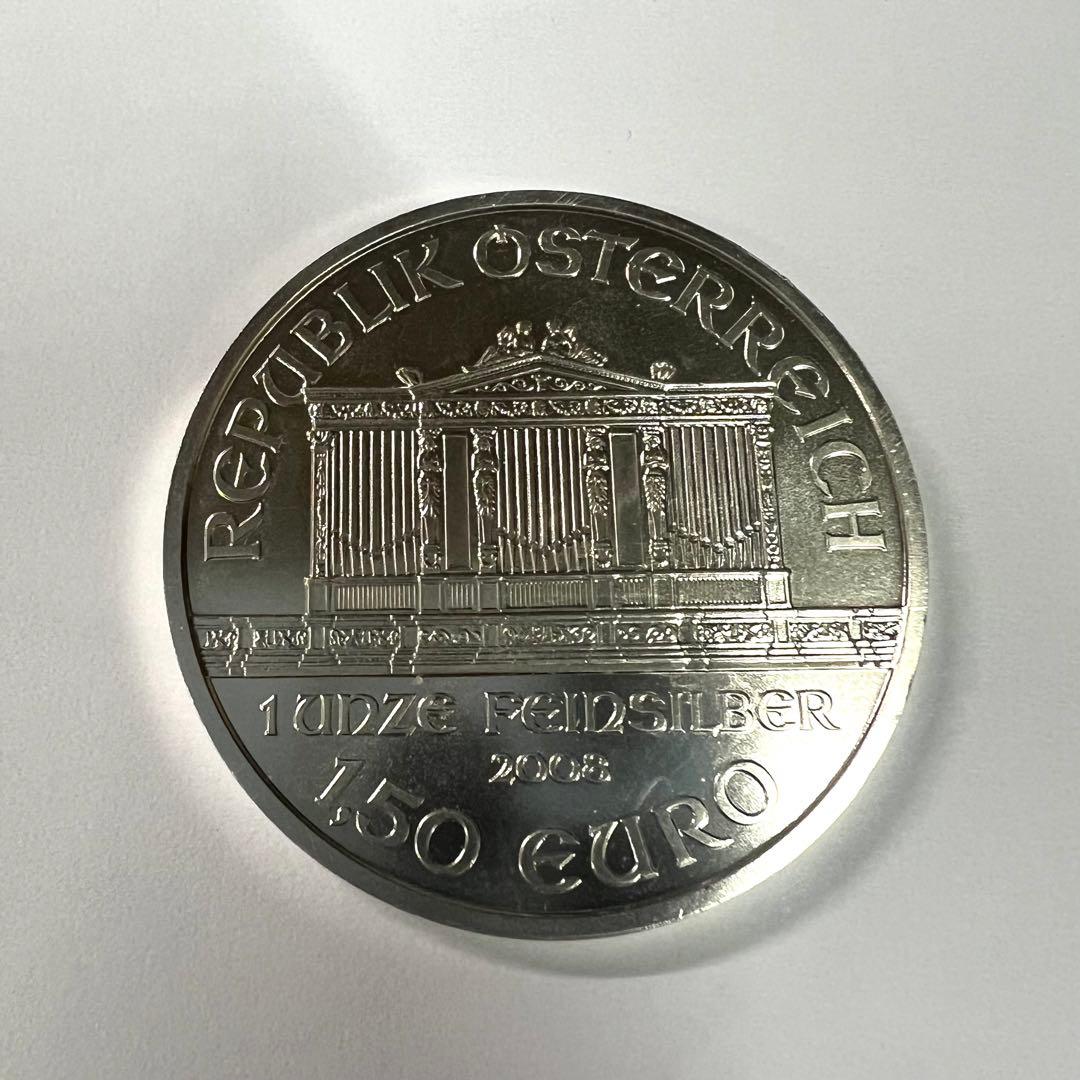 REPUBLIK ÖSTERREICH
1 UNZE FEINSILBER
2008
1,50 EURO